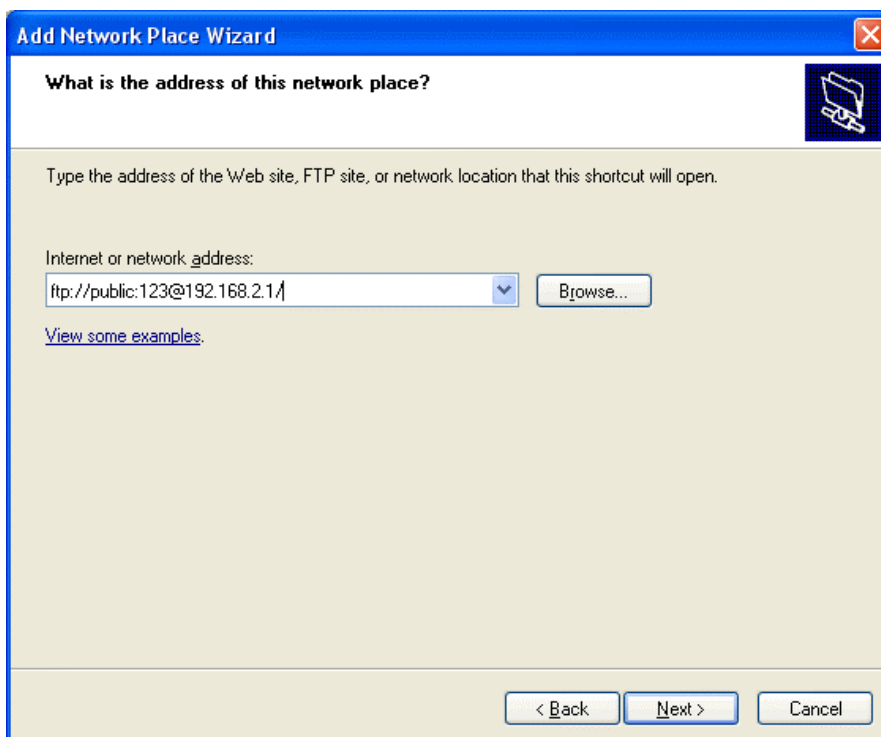 Add Network Place Wizard
What is the address of this network place?
Type the address of the Web site, FTP site, or network location that this shortcut will open.
Internet or network address:
ftp://public:123@192.168.2.1/
Browse...
View some examples.
< Back
Next >
Cancel